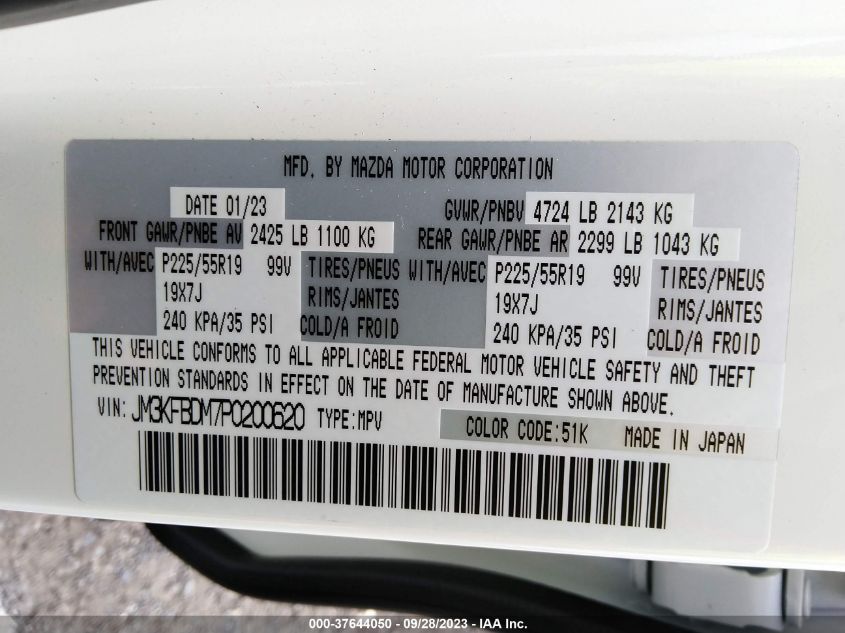 MFD. BY MAZDA MOTOR CORPORATION
DATE 01/23 GVWR/PNBV 4724 LB 2143 KG
FRONT GAWR/PNBE AV 2425 LB 1100 KG REAR GAWR/PNBE AR 2299 LB 1043 KG
WITH/AVEC P225/55R19 99V TIRES/PNEUS WITH/AVEC P225/55R19 99V TIRES/PNEUS
19X7J RIMS/JANTES 19X7J RIMS/JANTES
240 KPA/35 PSI COLD/A FROID 240 KPA/35 PSI COLD/A FROID
THIS VEHICLE CONFORMS TO ALL APPLICABLE FEDERAL MOTOR VEHICLE SAFETY AND THEFT
PREVENTION STANDARDS IN EFFECT ON THE DATE OF MANUFACTURE SHOWN ABOVE.
VIN: JM3KFBDM7P0200620 TYPE:MPV COLOR CODE:51K MADE IN JAPAN
000-37644050 - 09/28/2023 - IAA Inc.